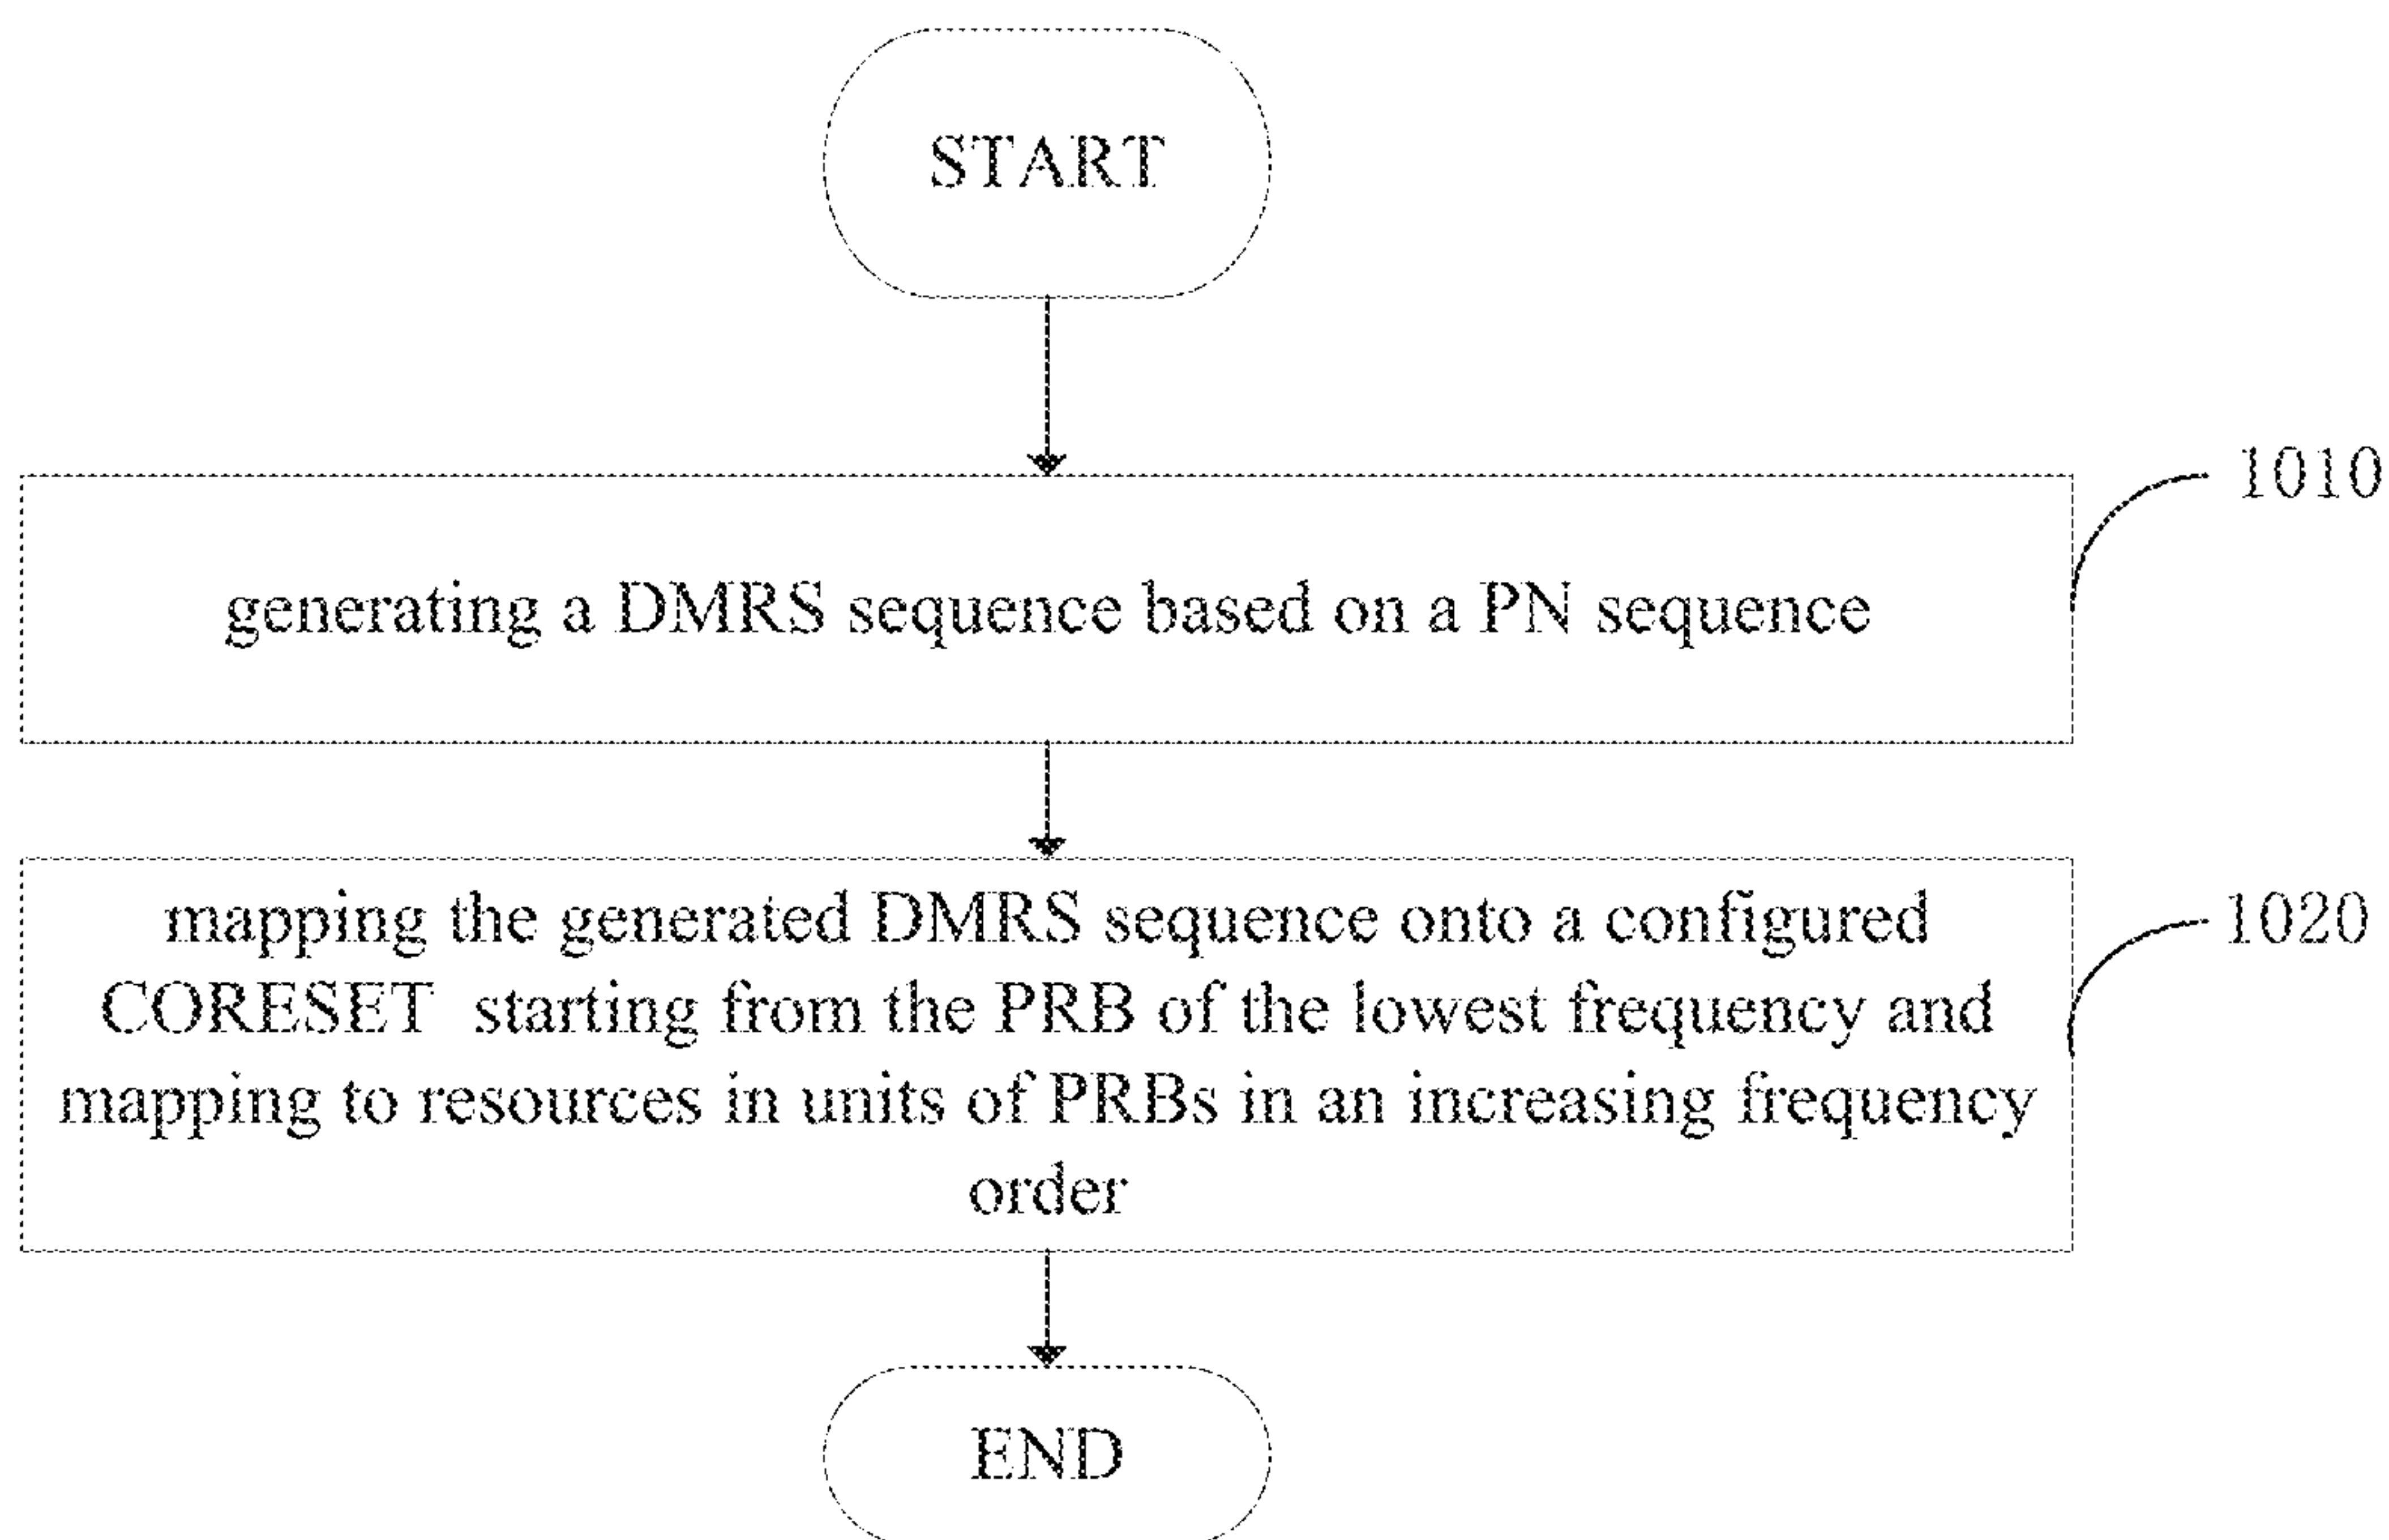 START
1010
generating a DMRS sequence based on a PN sequence
mapping the generated DMRS sequence onto a configured
1020
CORESET starting from the PRB of the lowest frequency and
mapping to resources in units of PRBs in an increasing frequency
order
END